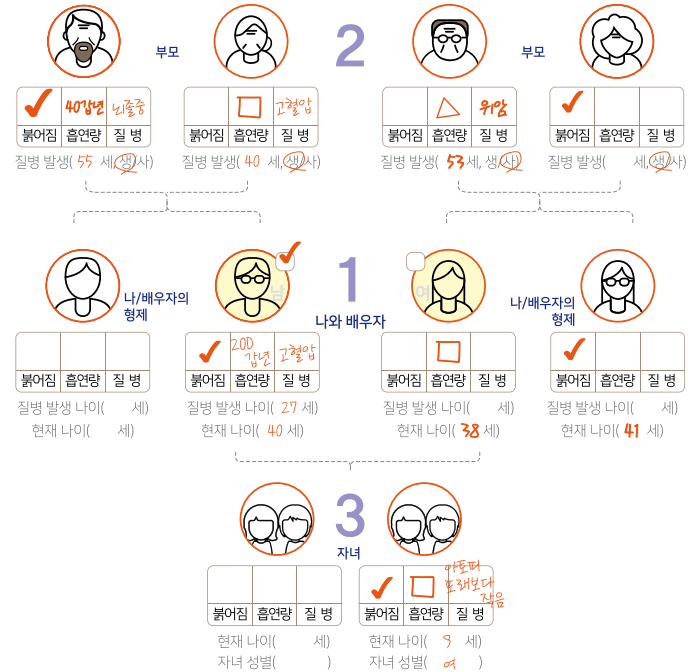 부모 2 부모
✓ 40갑년 뇌졸중
붉어짐 흡연량 질 병
질병 발생( 55 세, 생/사)
□ 고혈압
붉어짐 흡연량 질 병
질병 발생( 40 세, 생/사)
△ 위암
붉어짐 흡연량 질 병
질병 발생( 53세, 생/사)
✓
붉어짐 흡연량 질 병
질병 발생( 세, 생/사)
나/배우자의
형제
붉어짐 흡연량 질 병
질병 발생 나이( 세)
현재 나이( 세)
✓
남
1
나와 배우자
✓ 200
갑년 고혈압
붉어짐 흡연량 질 병
질병 발생 나이( 27 세)
현재 나이( 40 세)
여
□
붉어짐 흡연량 질 병
질병 발생 나이( 세)
현재 나이( 38 세)
나/배우자의
형제
✓
붉어짐 흡연량 질 병
질병 발생 나이( 세)
현재 나이( 41 세)
3
자녀
붉어짐 흡연량 질 병
현재 나이( 세)
자녀 성별( )
✓ □ 아토피
또래보다
작음
붉어짐 흡연량 질 병
현재 나이( 9 세)
자녀 성별( 여 )